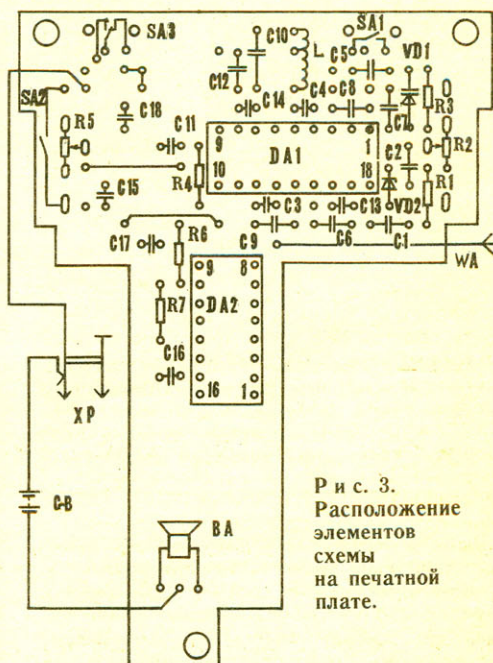 SA3
C10
SA1
L
C5
VD1
SA2
C12
C14
C4
C8
C7
R3
R5
C18
C11
9
1
R2
DA1
C2
10
18
R4
R1
C15
C3
C13
VD2
C17
R6
C9
C6
C1
WA
9
8
R7
DA2
C16
16
1
XP
GB
BA
Рис. 3.
Расположение
элементов
схемы
на печатной
плате.